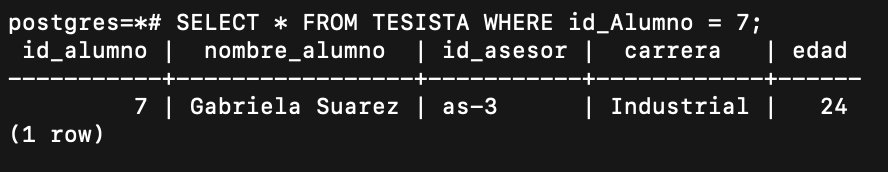 postgres=*# SELECT * FROM TESISTA WHERE id_Alumno = 7;
 id_alumno |  nombre_alumno   | id_asesor |   carrera   | edad
-----------+------------------+-----------+-------------+------
         7 | Gabriela Suarez | as-3      | Industrial |   24
(1 row)